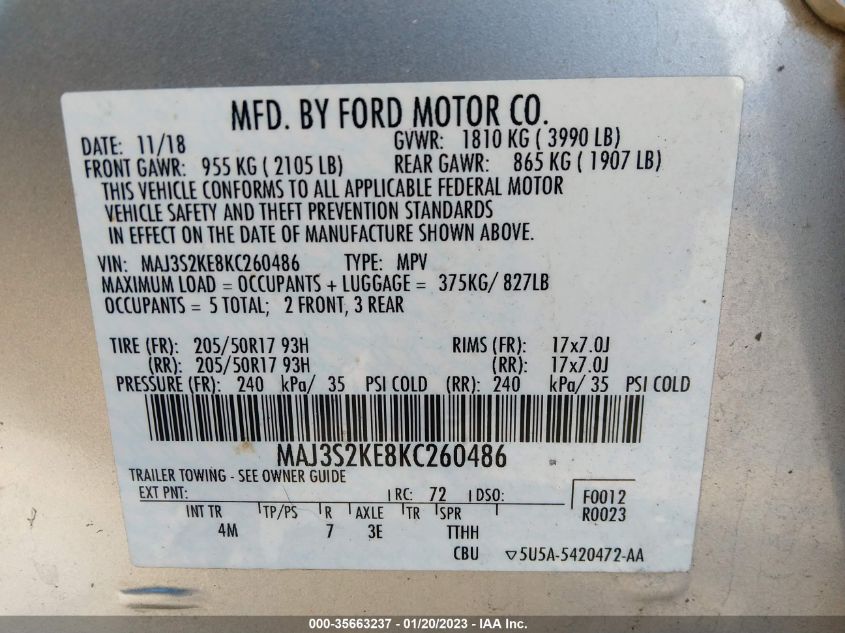 MFD. BY FORD MOTOR CO.
DATE: 11/18 GVWR: 1810 KG ( 3990 LB)
FRONT GAWR: 955 KG ( 2105 LB) REAR GAWR: 865 KG ( 1907 LB)
THIS VEHICLE CONFORMS TO ALL APPLICABLE FEDERAL MOTOR
VEHICLE SAFETY AND THEFT PREVENTION STANDARDS
IN EFFECT ON THE DATE OF MANUFACTURE SHOWN ABOVE.
VIN: MAJ3S2KE8KC260486 TYPE: MPV
MAXIMUM LOAD = OCCUPANTS + LUGGAGE = 375KG/ 827LB
OCCUPANTS = 5 TOTAL; 2 FRONT, 3 REAR
TIRE (FR): 205/50R17 93H RIMS (FR): 17x7.0J
(RR): 205/50R17 93H (RR): 17x7.0J
PRESSURE (FR): 240 kPa/ 35 PSI COLD (RR): 240 kPa/ 35 PSI COLD
MAJ3S2KE8KC260486
TRAILER TOWING - SEE OWNER GUIDE
EXT PNT: RC: 72 DSO: F0012
R0023
INT TR TP/PS R AXLE TR SPR
4M 7 3E TTHH
CBU ▽5U5A-5420472-AA
000-35663237 - 01/20/2023 - IAA Inc.